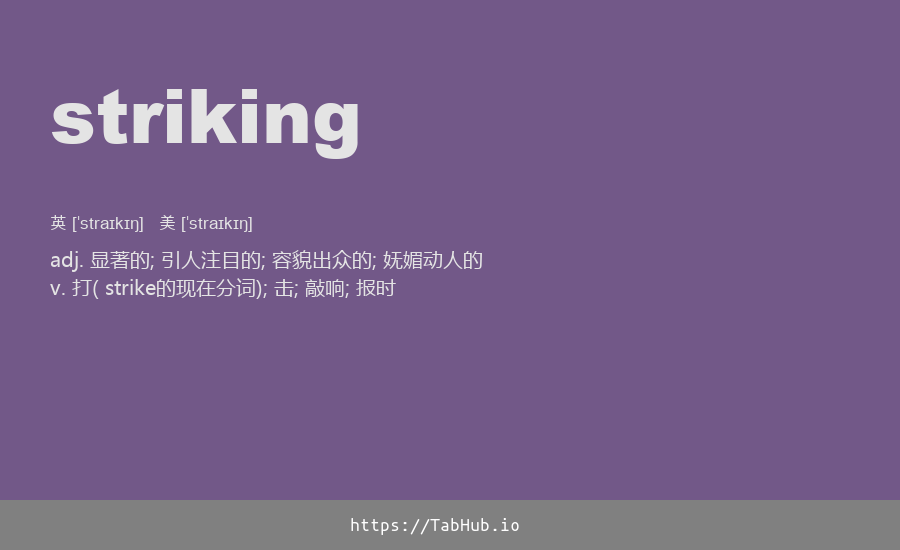 striking
英 [ˈstraɪkɪŋ] 美 [ˈstraɪkɪŋ]
adj. 显著的; 引人注目的; 容貌出众的; 妩媚动人的
v. 打( strike的现在分词); 击; 敲响; 报时
https://TabHub.io